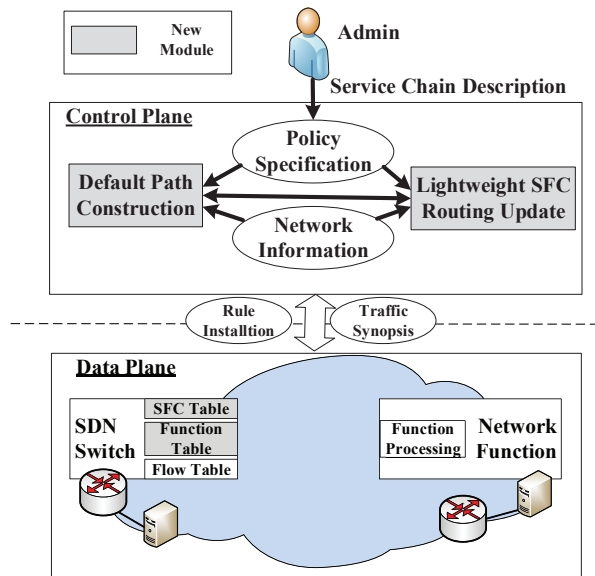 New
Module
Admin
Service Chain Description
Control Plane
Policy
Specification
Default Path
Construction
Lightweight SFC
Routing Update
Network
Information
Rule
Installtion
Traffic
Synopsis
Data Plane
SDN
Switch
SFC Table
Function
Table
Flow Table
Function
Processing
Network
Function